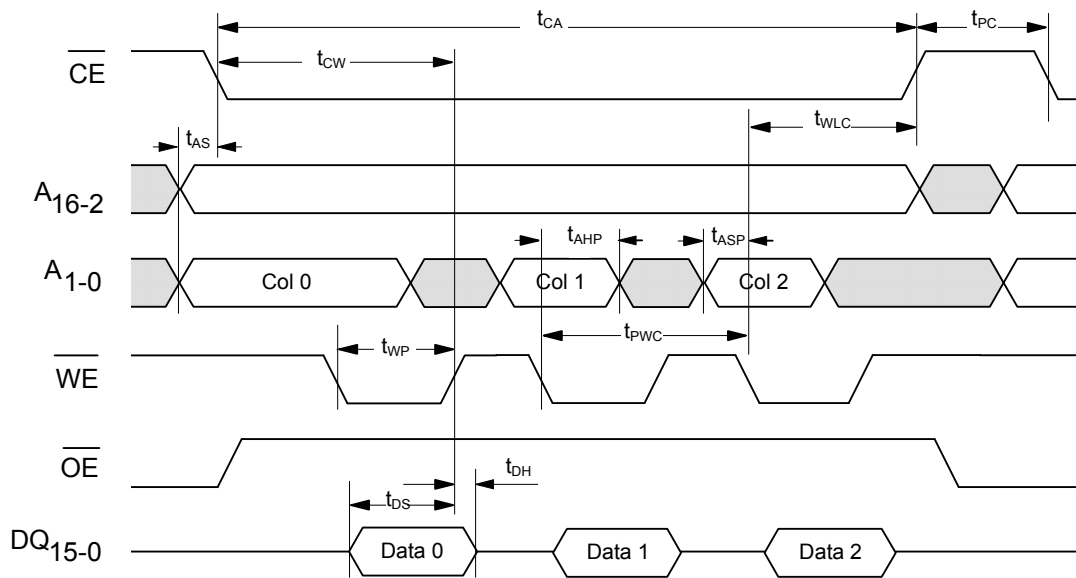 tCA
tPC
CE
tCW
tWLC
tAS
A16-2
tAHP
tASP
A1-0
Col 0
Col 1
Col 2
tWP
tPWC
WE
OE
tDH
tDS
DQ15-0
Data 0
Data 1
Data 2